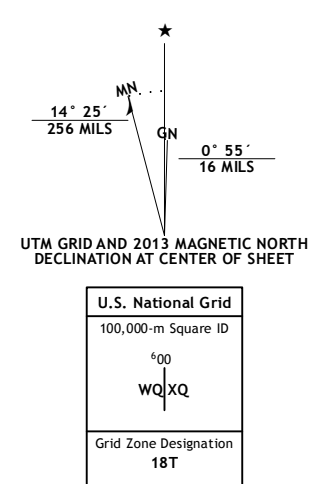 ★
MN
14° 25´
256 MILS
GN
0° 55´
16 MILS
UTM GRID AND 2013 MAGNETIC NORTH
DECLINATION AT CENTER OF SHEET
U.S. National Grid
100,000-m Square ID
⁶00
WQ XQ
Grid Zone Designation
18T